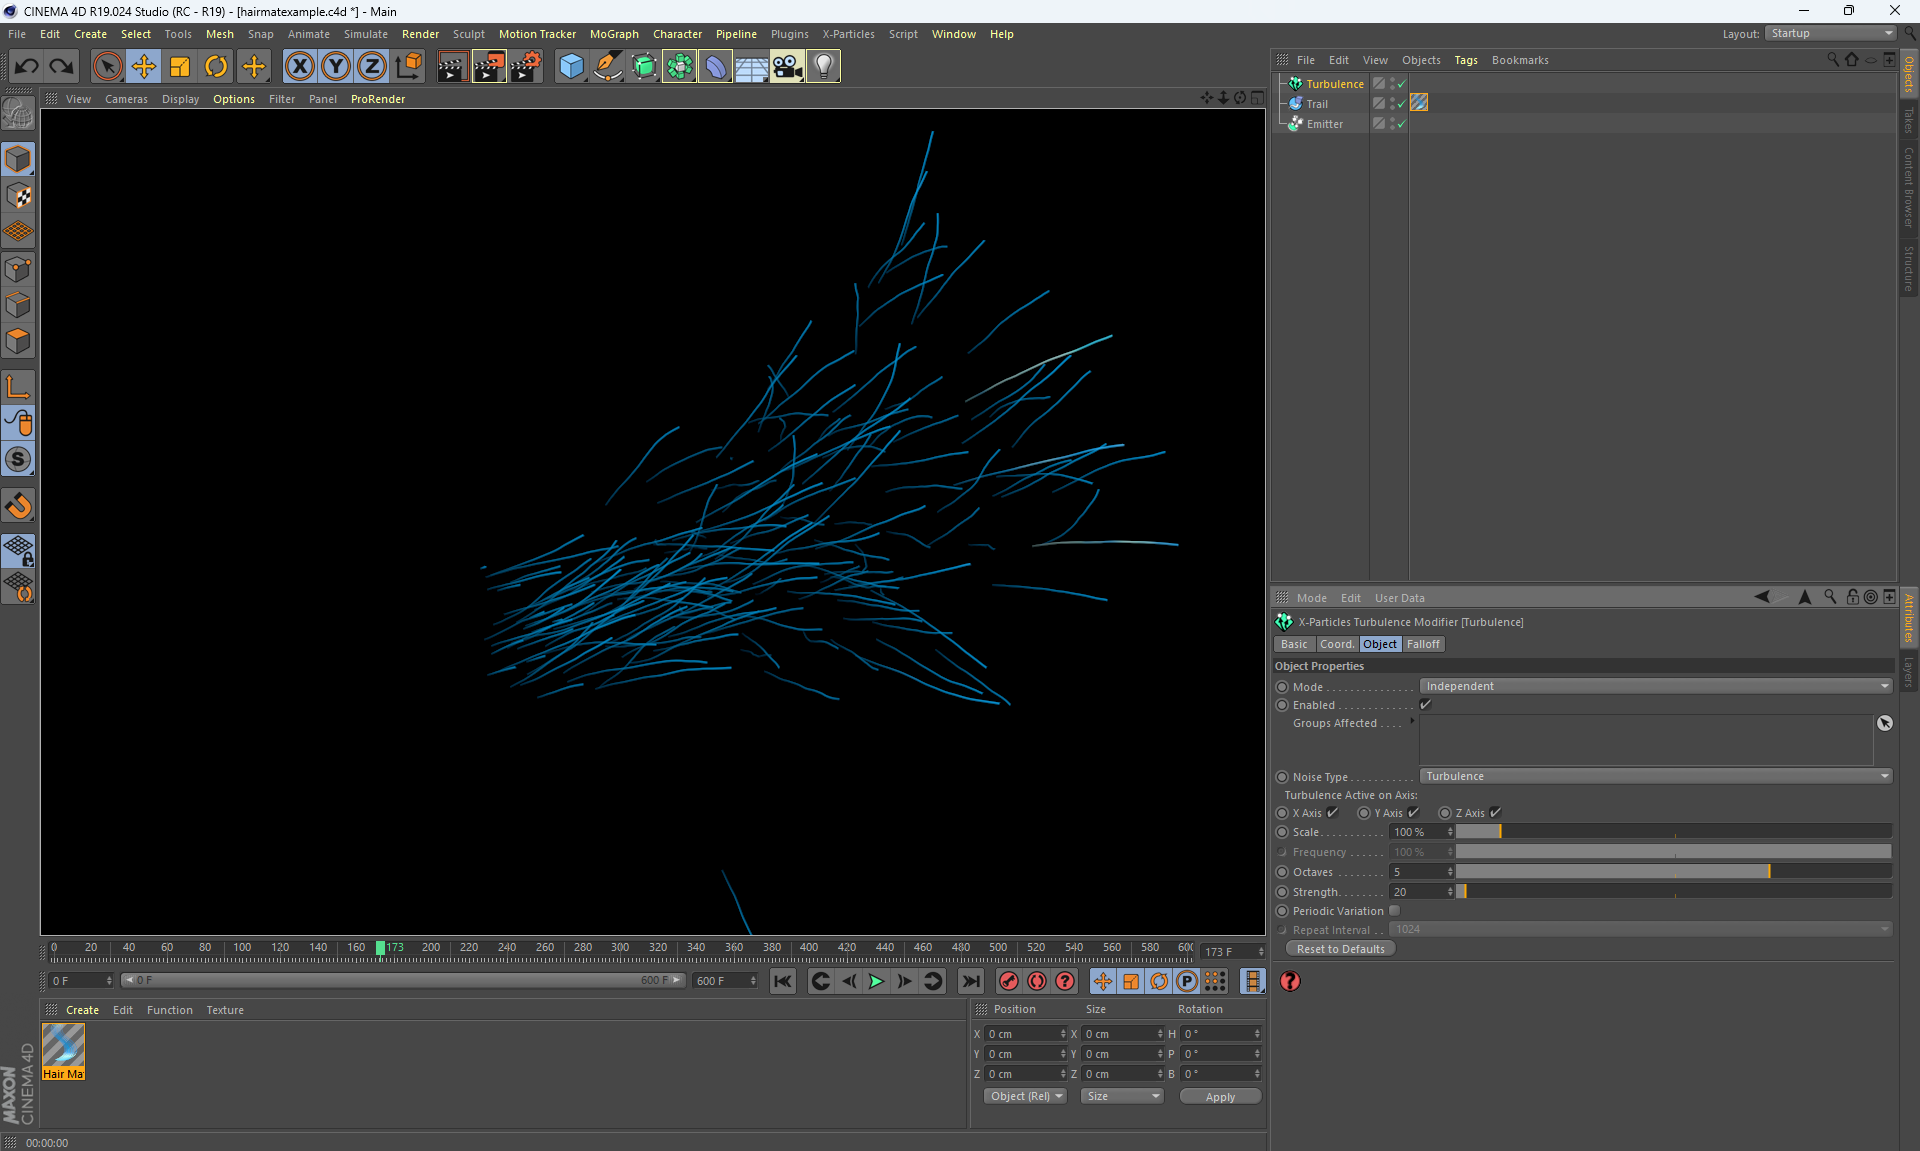 CINEMA 4D R19.024 Studio (RC - R19) - [hairmatexample.c4d *] - Main
File Edit Create Select Tools Mesh Snap Animate Simulate Render Sculpt Motion Tracker MoGraph Character Pipeline Plugins X-Particles Script Window Help
Layout: Startup
X Y Z
View Cameras Display Options Filter Panel ProRender
File Edit View Objects Tags Bookmarks
Turbulence
Trail
Emitter
Objects
Takes
Content Browser
Structure
S
Mode Edit User Data
X-Particles Turbulence Modifier [Turbulence]
Basic Coord. Object Falloff
Object Properties
Mode Independent
Enabled
Groups Affected
Noise Type Turbulence
Turbulence Active on Axis:
X Axis Y Axis Z Axis
Scale 100 %
Frequency 100 %
Octaves 5
Strength 20
Periodic Variation
Repeat Interval 1024
Reset to Defaults
Attributes
Layers
0 20 40 60 80 100 120 140 160 173 200 220 240 260 280 300 320 340 360 380 400 420 440 460 480 500 520 540 560 580 600
173 F
0 F 0 F 600 F 600 F
P
Create Edit Function Texture
Hair Ma
Position Size Rotation
X 0 cm X 0 cm H 0 °
Y 0 cm Y 0 cm P 0 °
Z 0 cm Z 0 cm B 0 °
Object (Rel) Size Apply
MAXON
CINEMA 4D
00:00:00